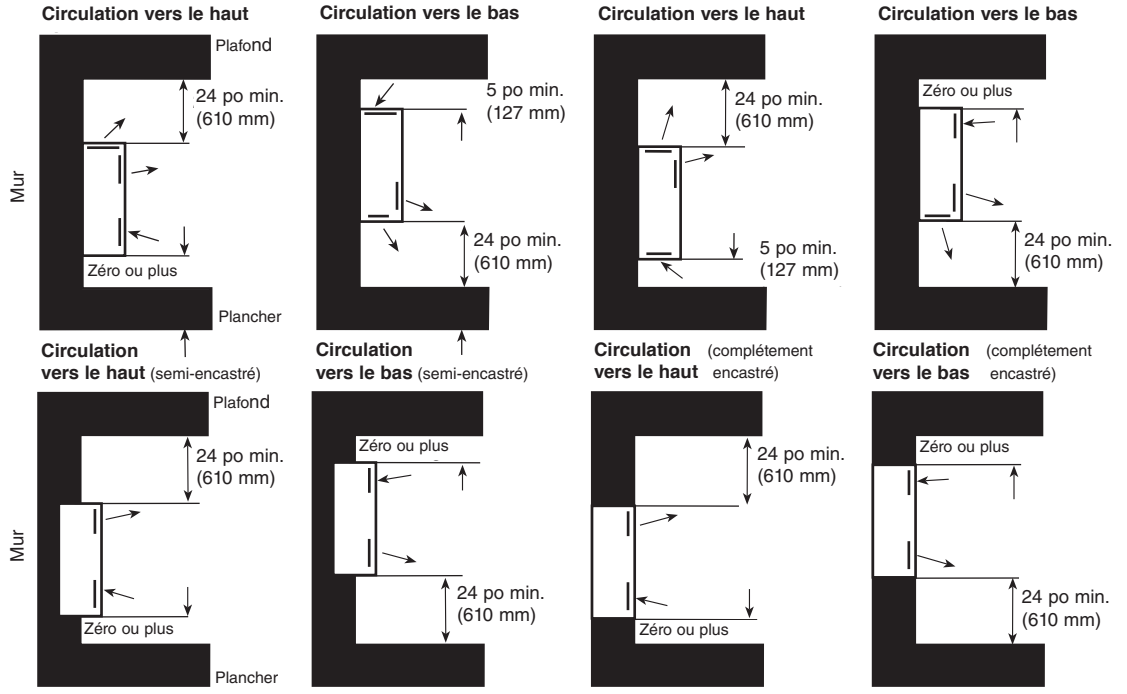 Circulation vers le haut
Plafond
24 po min.
(610 mm)
Mur
Zéro ou plus
Plancher
Circulation vers le bas
5 po min.
(127 mm)
24 po min.
(610 mm)
Circulation vers le haut
24 po min.
(610 mm)
5 po min.
(127 mm)
Circulation vers le bas
Zéro ou plus
24 po min.
(610 mm)
Circulation
vers le haut (semi-encastré)
Plafond
24 po min.
(610 mm)
Mur
Zéro ou plus
Plancher
Circulation
vers le bas (semi-encastré)
Zéro ou plus
24 po min.
(610 mm)
Circulation (complétement
vers le haut encastré)
24 po min.
(610 mm)
Zéro ou plus
Circulation (complétement
vers le bas encastré)
Zéro ou plus
24 po min.
(610 mm)